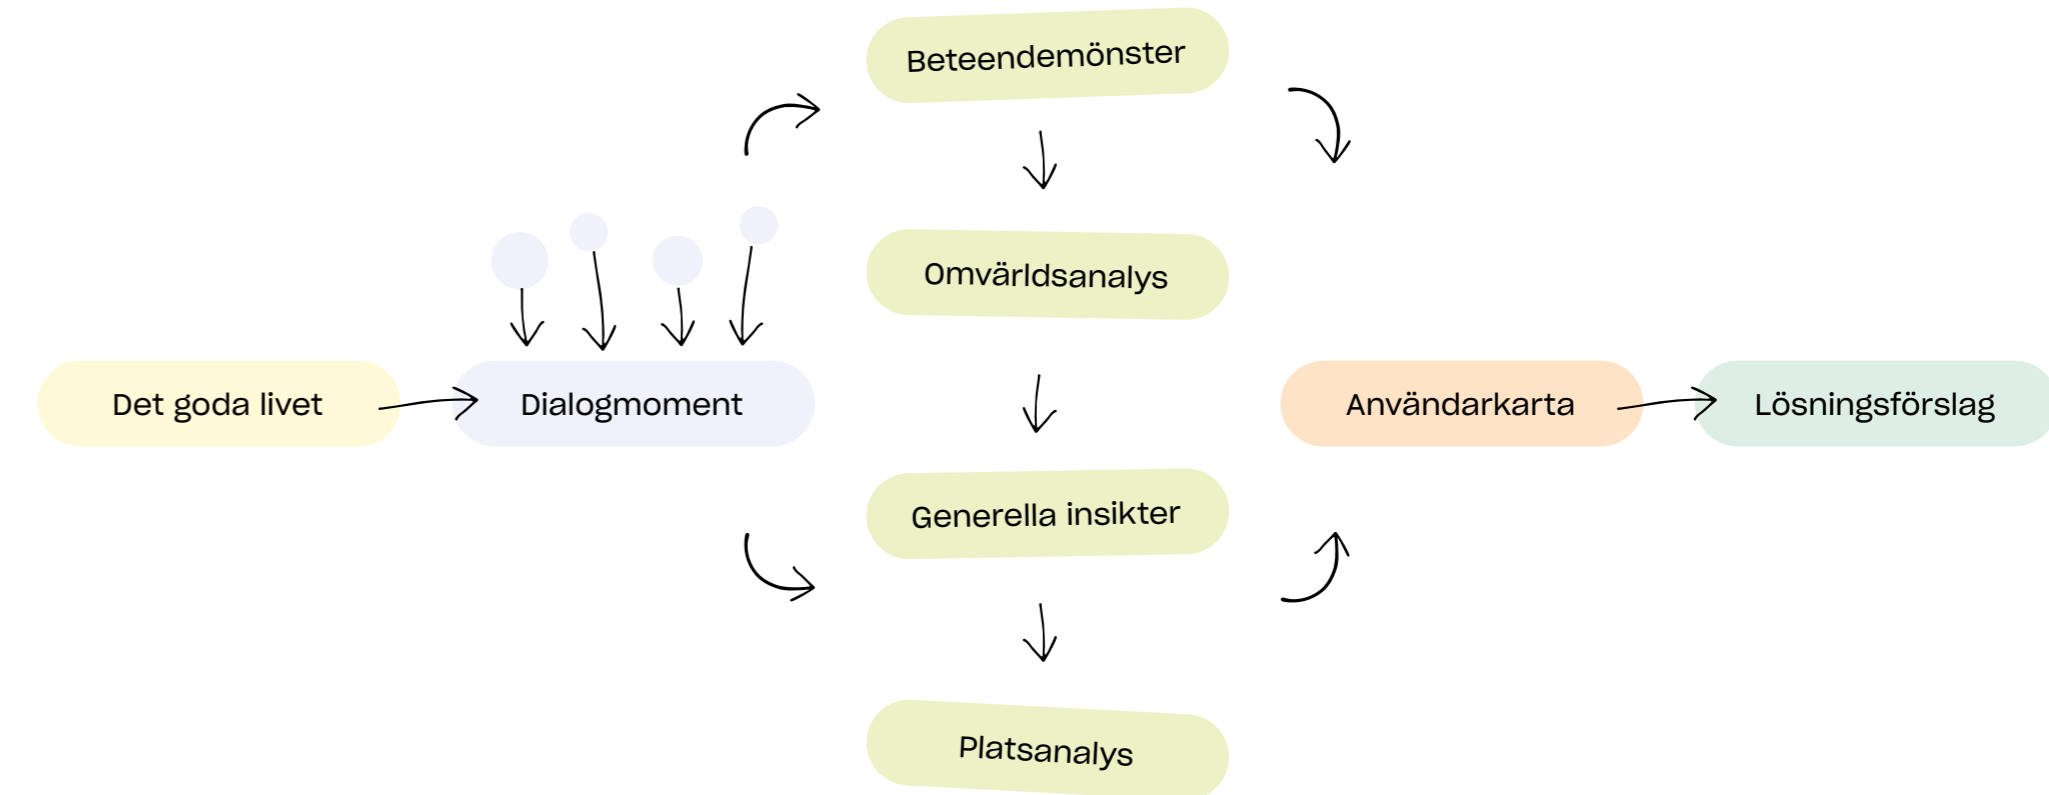 Det goda livet
Dialogmoment
Beteendemönster
Omvärldsanalys
Generella insikter
Platsanalys
Användarkarta
Lösningsförslag